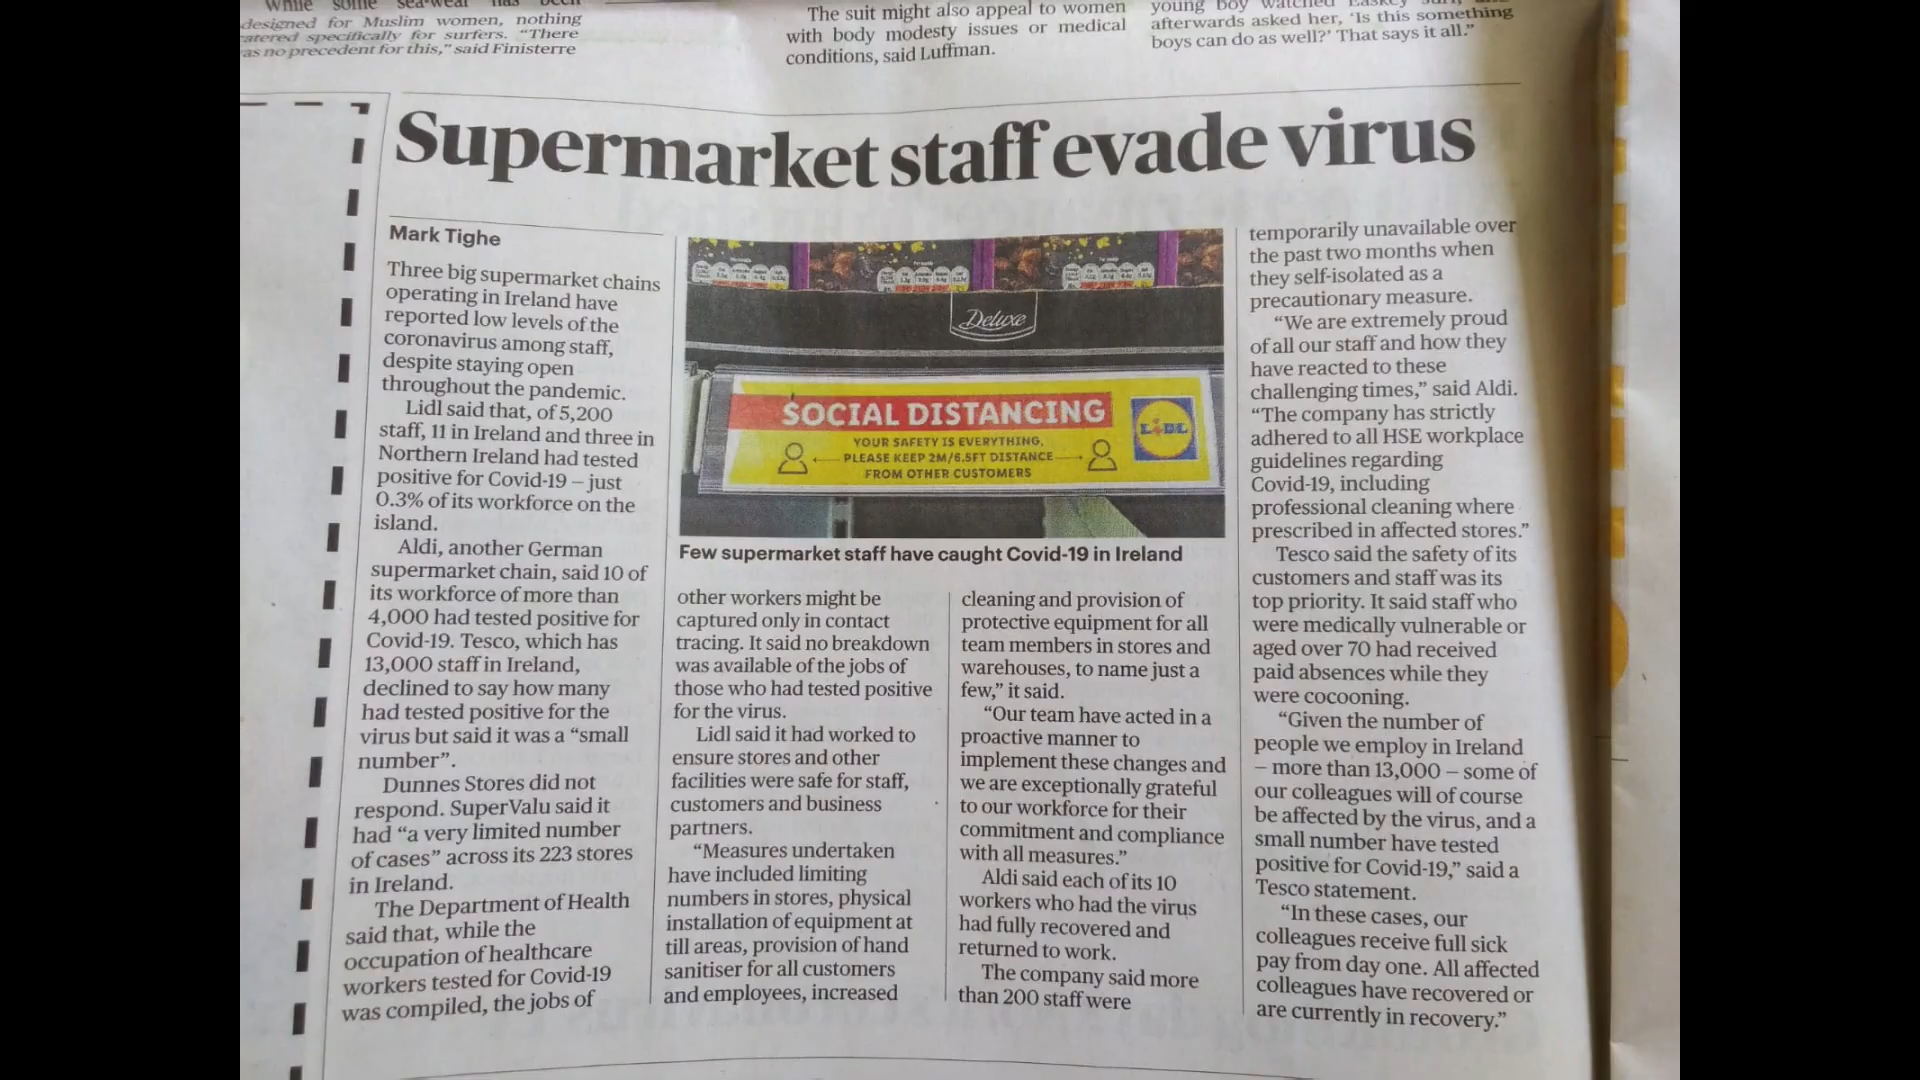 While some sea-wear has been
designed for Muslim women, nothing
catered specifically for surfers. “There
was no precedent for this,” said Finisterre
The suit might also appeal to women
with body modesty issues or medical
conditions, said Luffman.
young boy watched Easkey surf, and
afterwards asked her, ‘Is this something
boys can do as well?’ That says it all.”
Supermarket staff evade virus
Mark Tighe
Three big supermarket chains
operating in Ireland have
reported low levels of the
coronavirus among staff,
despite staying open
throughout the pandemic.
Lidl said that, of 5,200
staff, 11 in Ireland and three in
Northern Ireland had tested
positive for Covid-19 – just
0.3% of its workforce on the
island.
Aldi, another German
supermarket chain, said 10 of
its workforce of more than
4,000 had tested positive for
Covid-19. Tesco, which has
13,000 staff in Ireland,
declined to say how many
had tested positive for the
virus but said it was a “small
number”.
Dunnes Stores did not
respond. SuperValu said it
had “a very limited number
of cases” across its 223 stores
in Ireland.
The Department of Health
said that, while the
occupation of healthcare
workers tested for Covid-19
was compiled, the jobs of
Deluxe
SOCIAL DISTANCING
YOUR SAFETY IS EVERYTHING,
PLEASE KEEP 2M/6.5FT DISTANCE
FROM OTHER CUSTOMERS
LIDL
Few supermarket staff have caught Covid-19 in Ireland
other workers might be
captured only in contact
tracing. It said no breakdown
was available of the jobs of
those who had tested positive
for the virus.
Lidl said it had worked to
ensure stores and other
facilities were safe for staff,
customers and business
partners.
“Measures undertaken
have included limiting
numbers in stores, physical
installation of equipment at
till areas, provision of hand
sanitiser for all customers
and employees, increased
cleaning and provision of
protective equipment for all
team members in stores and
warehouses, to name just a
few,” it said.
“Our team have acted in a
proactive manner to
implement these changes and
we are exceptionally grateful
to our workforce for their
commitment and compliance
with all measures.”
Aldi said each of its 10
workers who had the virus
had fully recovered and
returned to work.
The company said more
than 200 staff were
temporarily unavailable over
the past two months when
they self-isolated as a
precautionary measure.
“We are extremely proud
of all our staff and how they
have reacted to these
challenging times,” said Aldi.
“The company has strictly
adhered to all HSE workplace
guidelines regarding
Covid-19, including
professional cleaning where
prescribed in affected stores.”
Tesco said the safety of its
customers and staff was its
top priority. It said staff who
were medically vulnerable or
aged over 70 had received
paid absences while they
were cocooning.
“Given the number of
people we employ in Ireland
– more than 13,000 – some of
our colleagues will of course
be affected by the virus, and a
small number have tested
positive for Covid-19,” said a
Tesco statement.
“In these cases, our
colleagues receive full sick
pay from day one. All affected
colleagues have recovered or
are currently in recovery.”